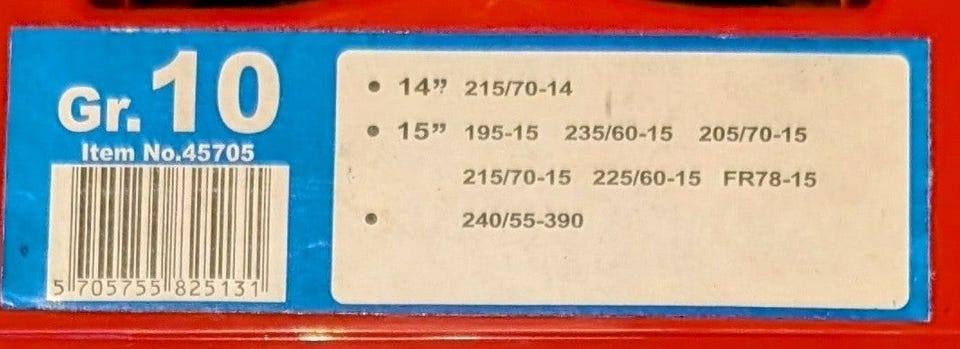 Gr. 10
Item No.45705
5 705755 825131
• 14” 215/70-14
• 15” 195-15 235/60-15 205/70-15
215/70-15 225/60-15 FR78-15
• 240/55-390